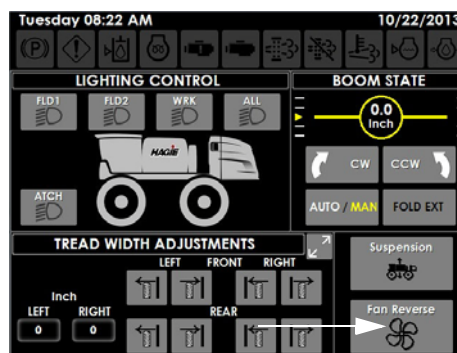 Tuesday 08:22 AM 10/22/2013
(P)
LIGHTING CONTROL
FLD1 FLD2 WRK ALL
HAGIE
ATCH
BOOM STATE
0.0
Inch
CW CCW
AUTO / MAN FOLD EXT
TREAD WIDTH ADJUSTMENTS
LEFT FRONT RIGHT
Inch
LEFT RIGHT
0 0
REAR
Suspension
Fan Reverse